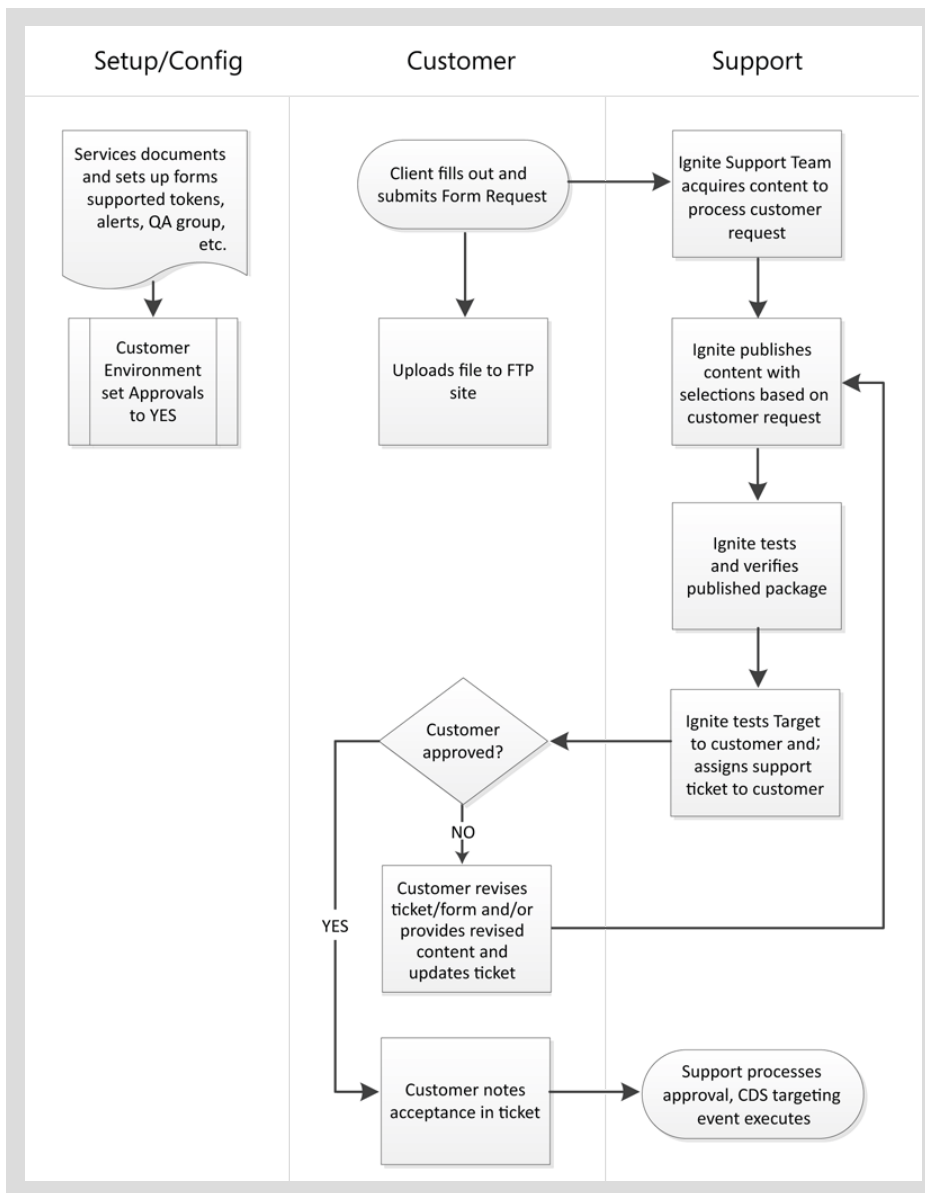 Setup/Config
Customer
Support
Services documents
and sets up forms
supported tokens,
alerts, QA group,
etc.
Client fills out and
submits Form Request
Ignite Support Team
acquires content to
process customer
request
Customer
Environment
set Approvals
to YES
Uploads file to FTP
site
Ignite publishes
content with
selections based on
customer request
Ignite tests
and verifies
published package
Customer
approved?
Ignite tests Target
to customer and;
assigns support
ticket to customer
NO
YES
Customer revises
ticket/form and/or
provides revised
content and
updates ticket
Customer notes
acceptance in ticket
Support processes
approval, CDS targeting
event executes